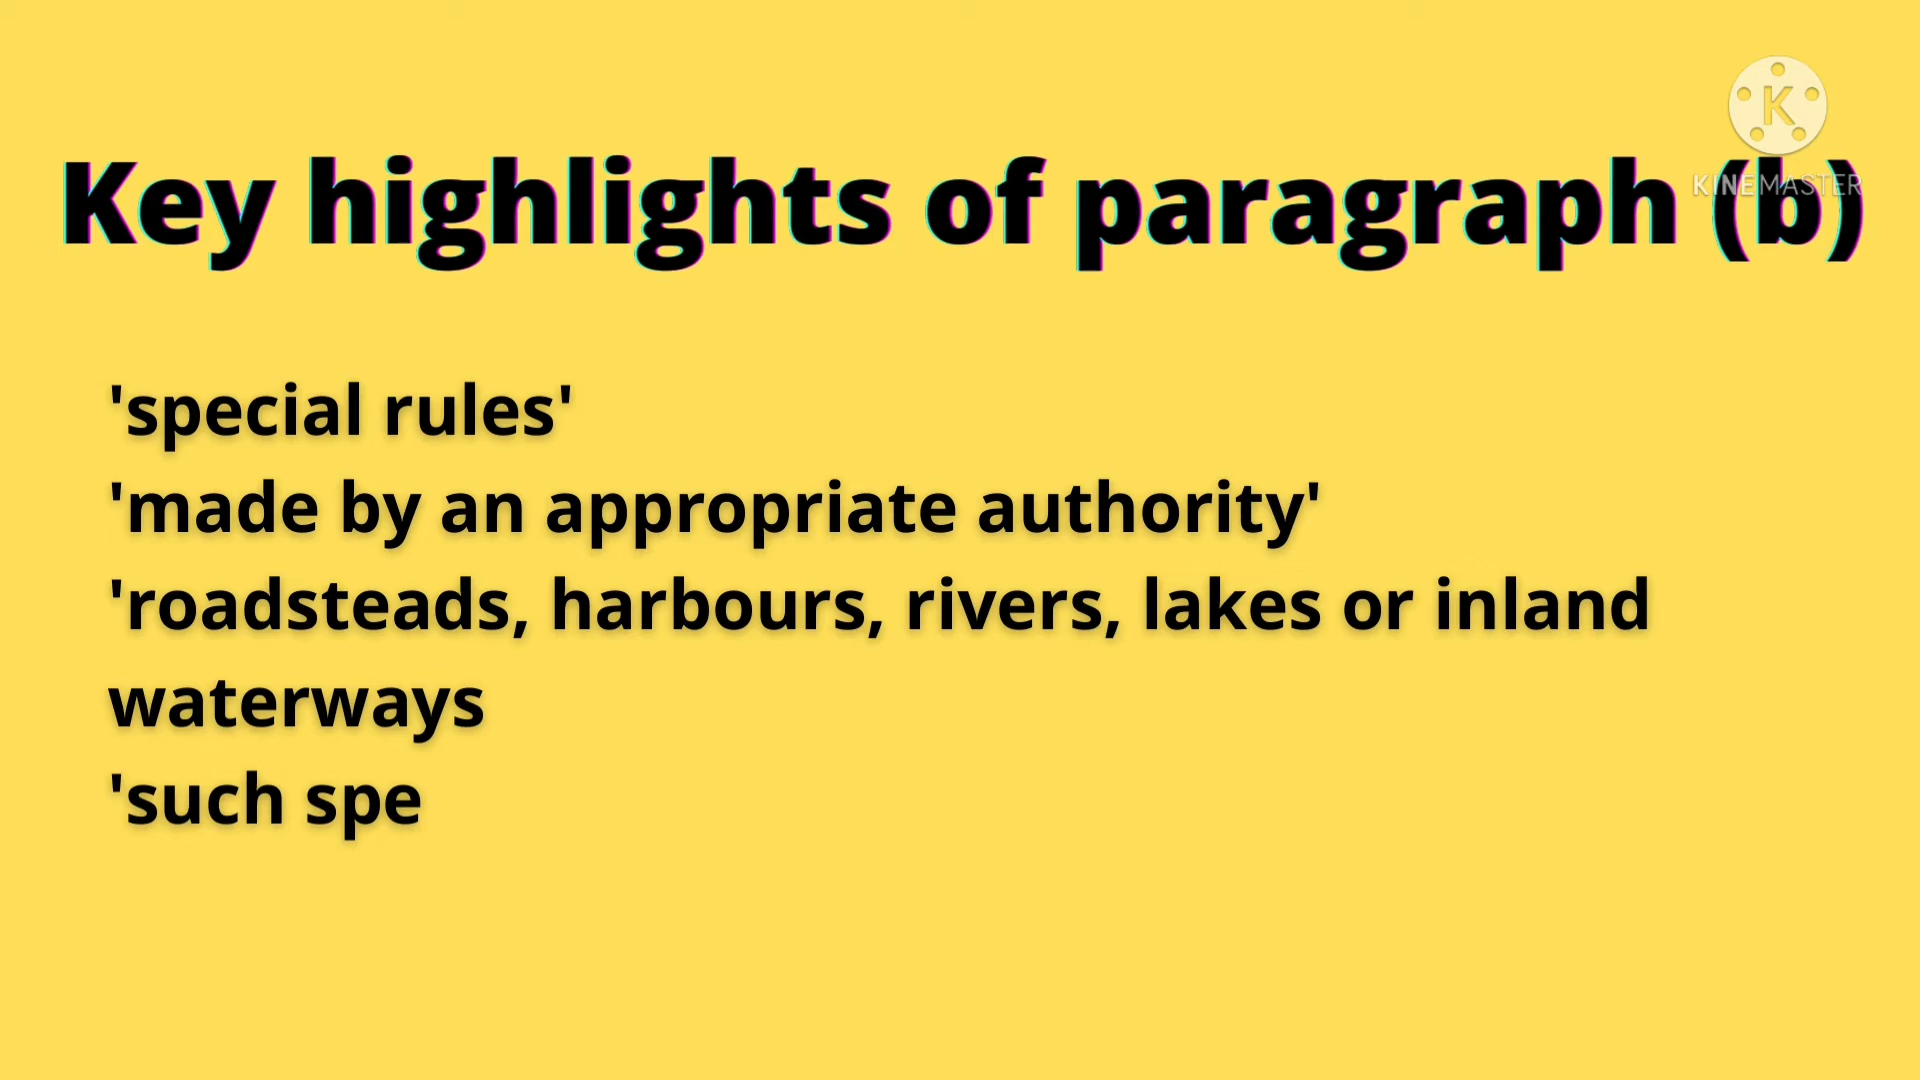 K
KINEMASTER
Key highlights of paragraph (b)
'special rules'
'made by an appropriate authority'
'roadsteads, harbours, rivers, lakes or inland
waterways
'such spe